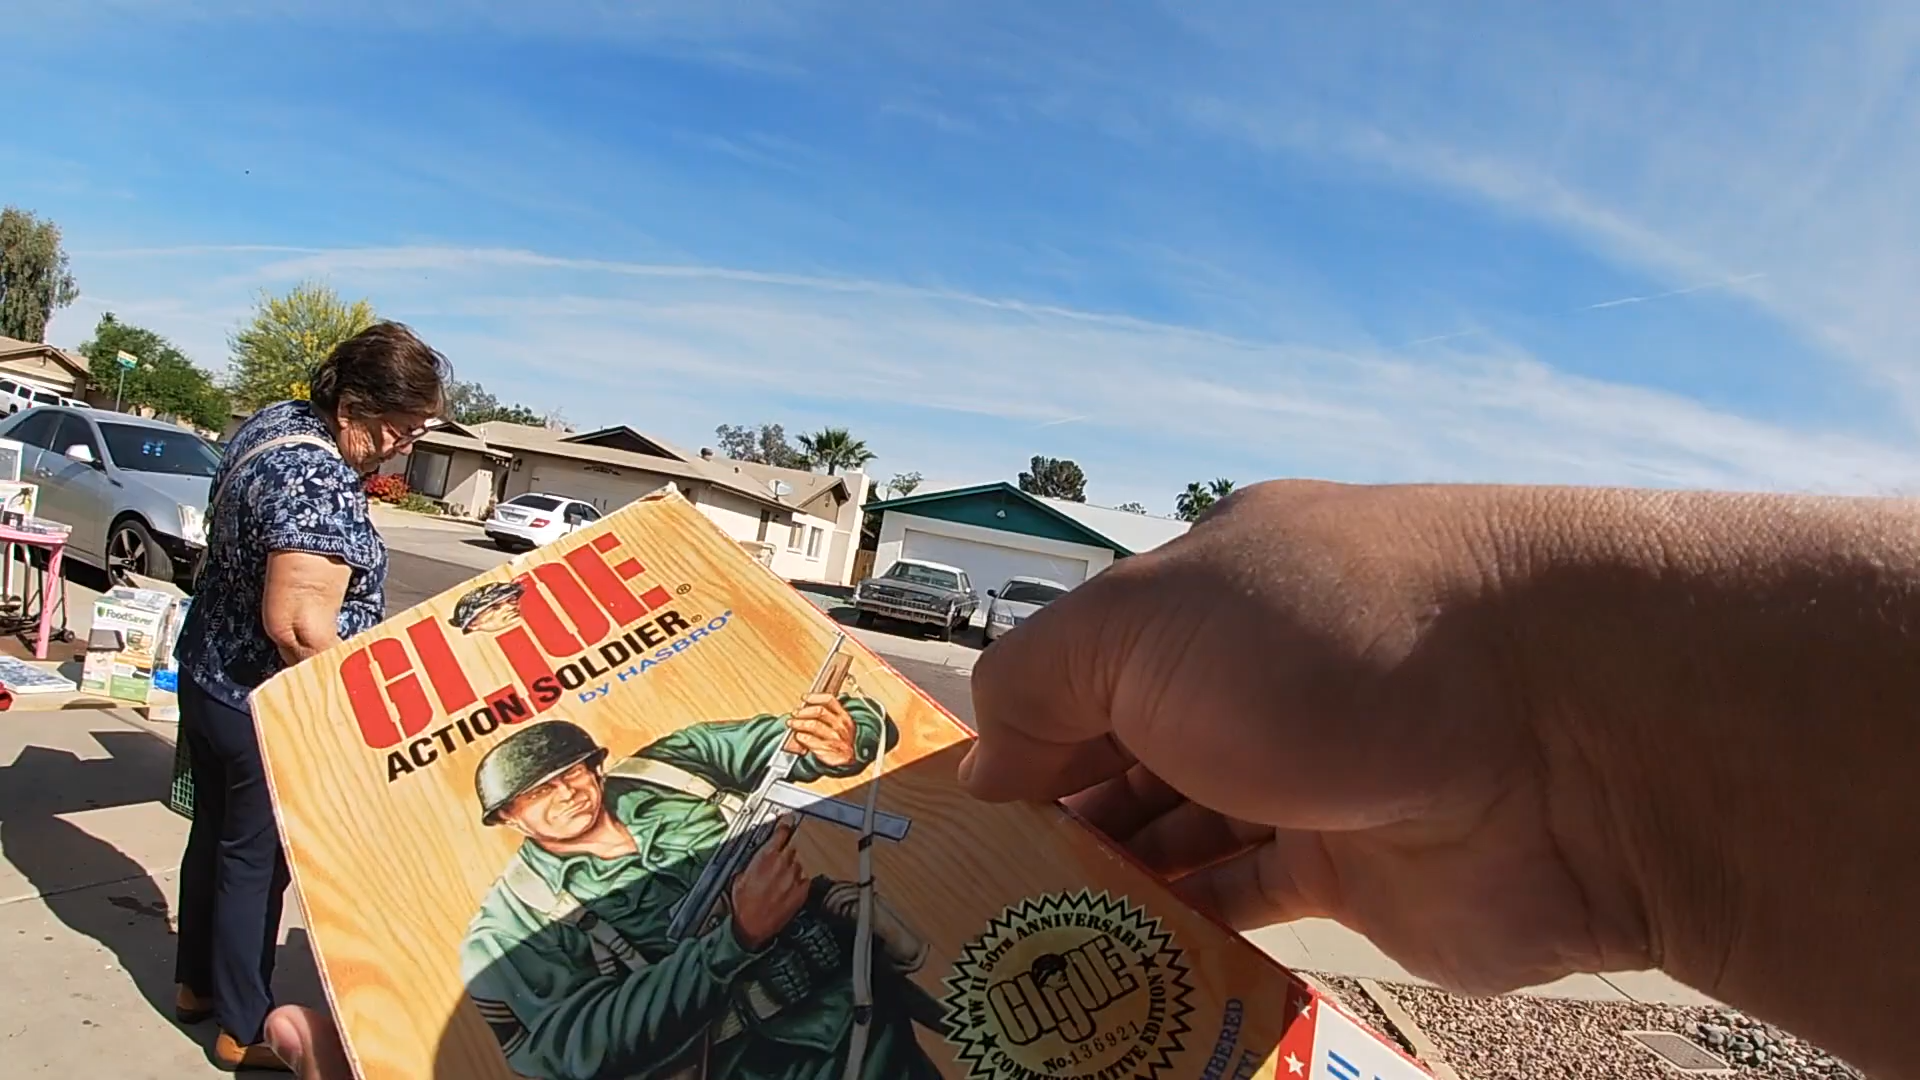 GI JOE®
ACTION SOLDIER®
by HASBRO®
WW II 50TH ANNIVERSARY
GI JOE
No.136921
COMMEMORATIVE EDITION
FoodSaver